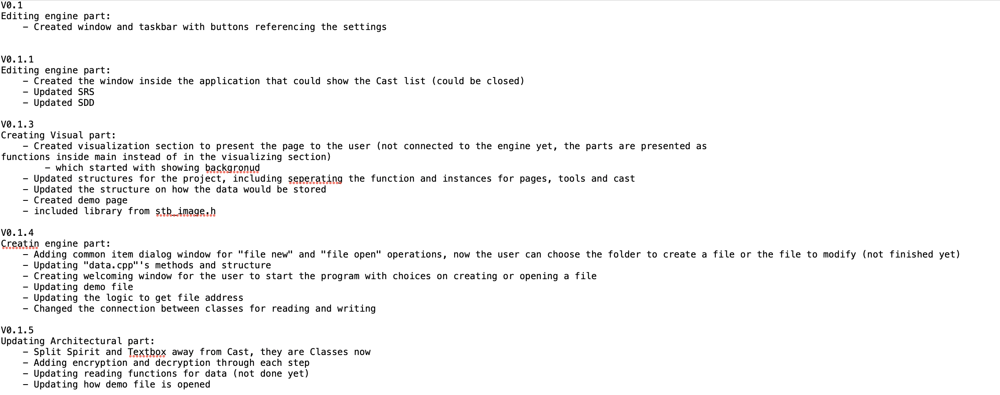 V0.1
Editing engine part:
    - Created window and taskbar with buttons referencing the settings
V0.1.1
Editing engine part:
    - Created the window inside the application that could show the Cast list (could be closed)
    - Updated SRS
    - Updated SDD
V0.1.3
Creating Visual part:
    - Created visualization section to present the page to the user (not connected to the engine yet, the parts are presented as
functions inside main instead of in the visualizing section)
        - which started with showing backgronud
    - Updated structures for the project, including seperating the function and instances for pages, tools and cast
    - Updated the structure on how the data would be stored
    - Created demo page
    - included library from stb_image.h
V0.1.4
Creatin engine part:
    - Adding common item dialog window for "file new" and "file open" operations, now the user can choose the folder to create a file or the file to modify (not finished yet)
    - Updating "data.cpp"'s methods and structure
    - Creating welcoming window for the user to start the program with choices on creating or opening a file
    - Updating demo file
    - Updating the logic to get file address
    - Changed the connection between classes for reading and writing
V0.1.5
Updating Architectural part:
    - Split Spirit and Textbox away from Cast, they are Classes now
    - Adding encryption and decryption through each step
    - Updating reading functions for data (not done yet)
    - Updating how demo file is opened